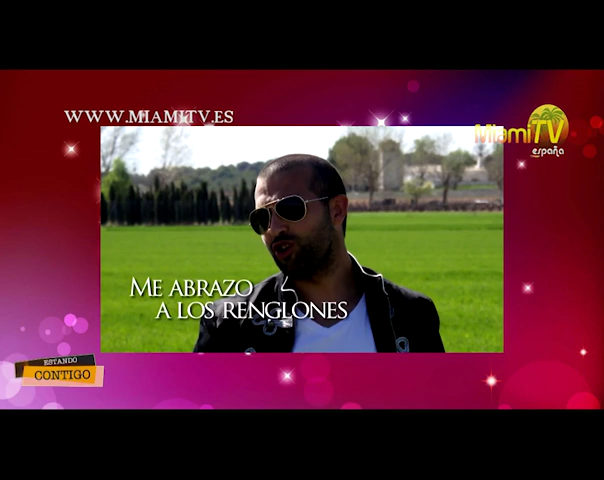 WWW.MIAMITV.ES
MiamiTV
españa
ME ABRAZO
A LOS RENGLONES
ESTANDO
CONTIGO